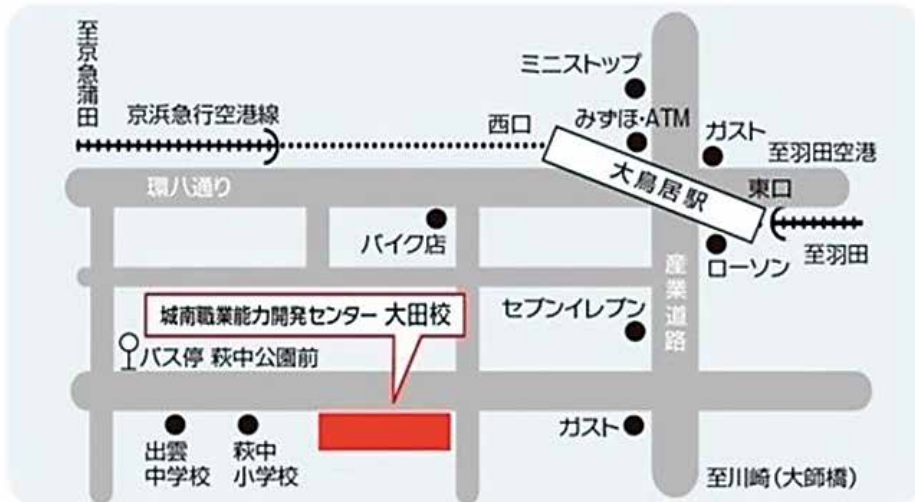 至京急蒲田
ミニストップ
京浜急行空港線
西口
みずほ・ATM
ガスト
至羽田空港
大鳥居駅
環八通り
東口
バイク店
ローソン
至羽田
産業道路
城南職業能力開発センター 大田校
セブンイレブン
バス停 萩中公園前
出雲
中学校
萩中
小学校
ガスト
至川崎(大師橋)